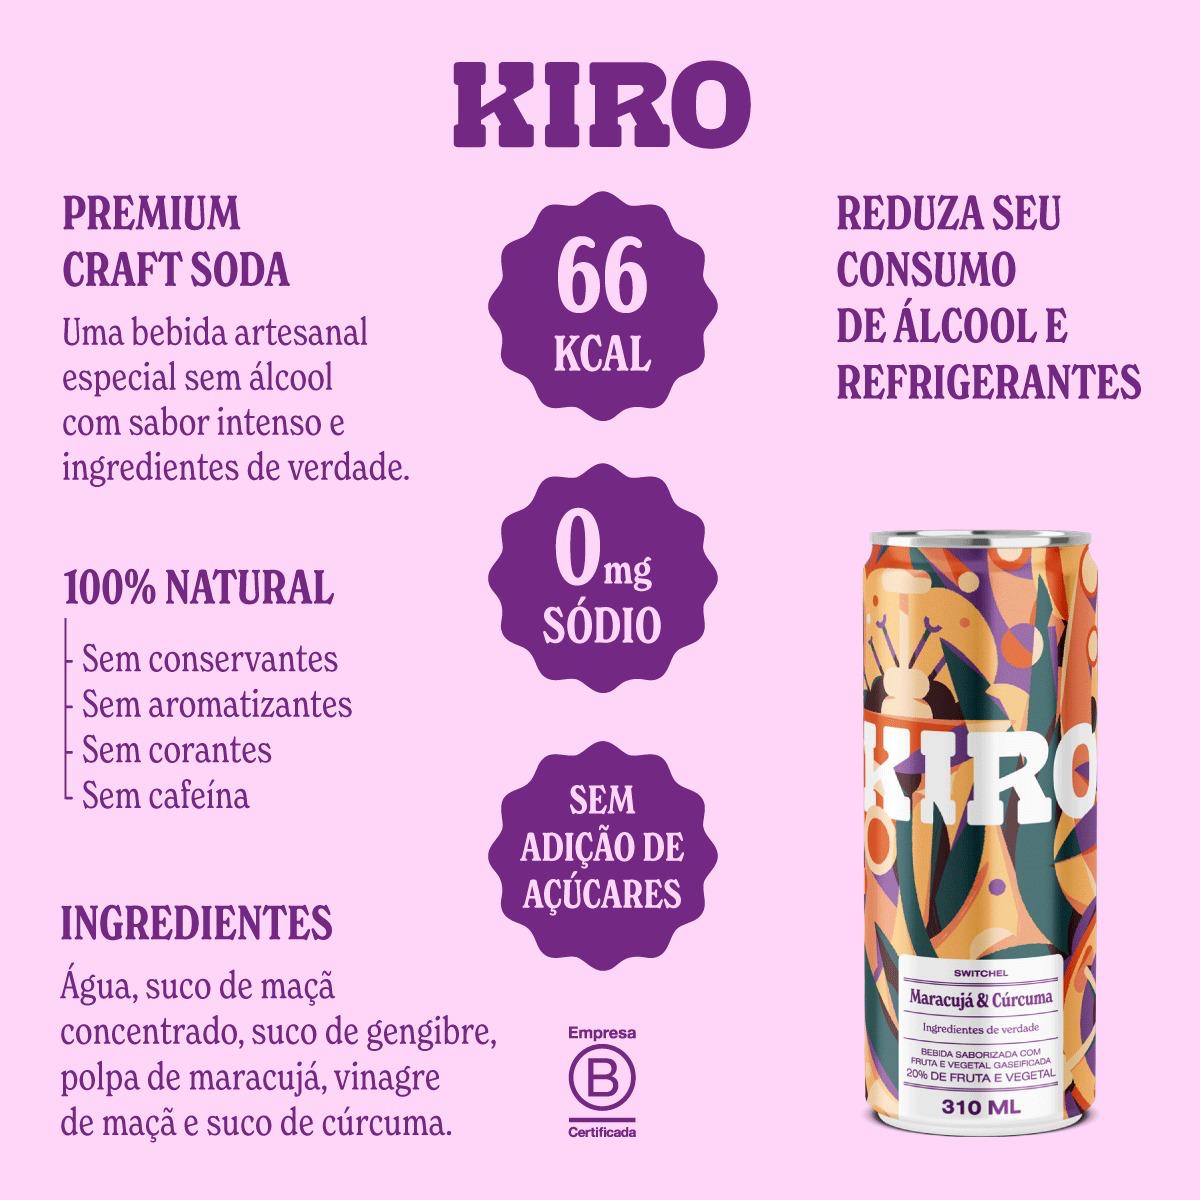 KIRO
PREMIUM
CRAFT SODA
Uma bebida artesanal
especial sem álcool
com sabor intenso e
ingredientes de verdade.
100% NATURAL
Sem conservantes
Sem aromatizantes
Sem corantes
Sem cafeína
INGREDIENTES
Água, suco de maçã
concentrado, suco de gengibre,
polpa de maracujá, vinagre
de maçã e suco de cúrcuma.
66
KCAL
0mg
SÓDIO
SEM
ADIÇÃO DE
AÇÚCARES
Empresa
B
Certificada
REDUZA SEU
CONSUMO
DE ÁLCOOL E
REFRIGERANTES
KIRO
SWITCHEL
Maracujá & Cúrcuma
Ingredientes de verdade
BEBIDA SABORIZADA COM
FRUTA E VEGETAL GASEIFICADA
20% DE FRUTA E VEGETAL
310 ML